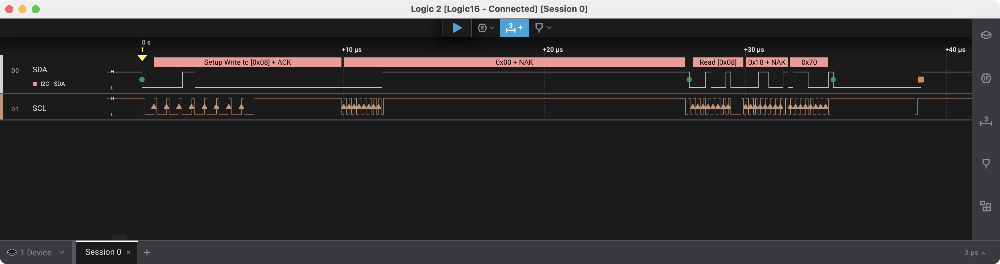 Logic 2 [Logic16 - Connected] [Session 0]
1F
3 +
0 s
T
+10 µs
+20 µs
+30 µs
+40 µs
Setup Write to [0x08] + ACK
0x00 + NAK
Read [0x08]
0x18 + NAK
0x70
D0
SDA
I2C - SDA
H
L
D1
SCL
H
L
1F
3
1 Device
Session 0 ×
+
3 µs